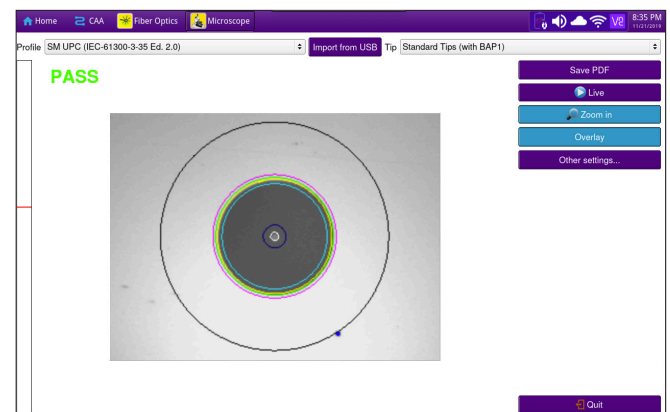 Home CAA Fiber Optics Microscope V2 8:35 PM
11/21/2019
Profile SM UPC (IEC-61300-3-35 Ed. 2.0) Import from USB Tip Standard Tips (with BAP1)
PASS
Save PDF
Live
Zoom in
Overlay
Other settings...
Quit